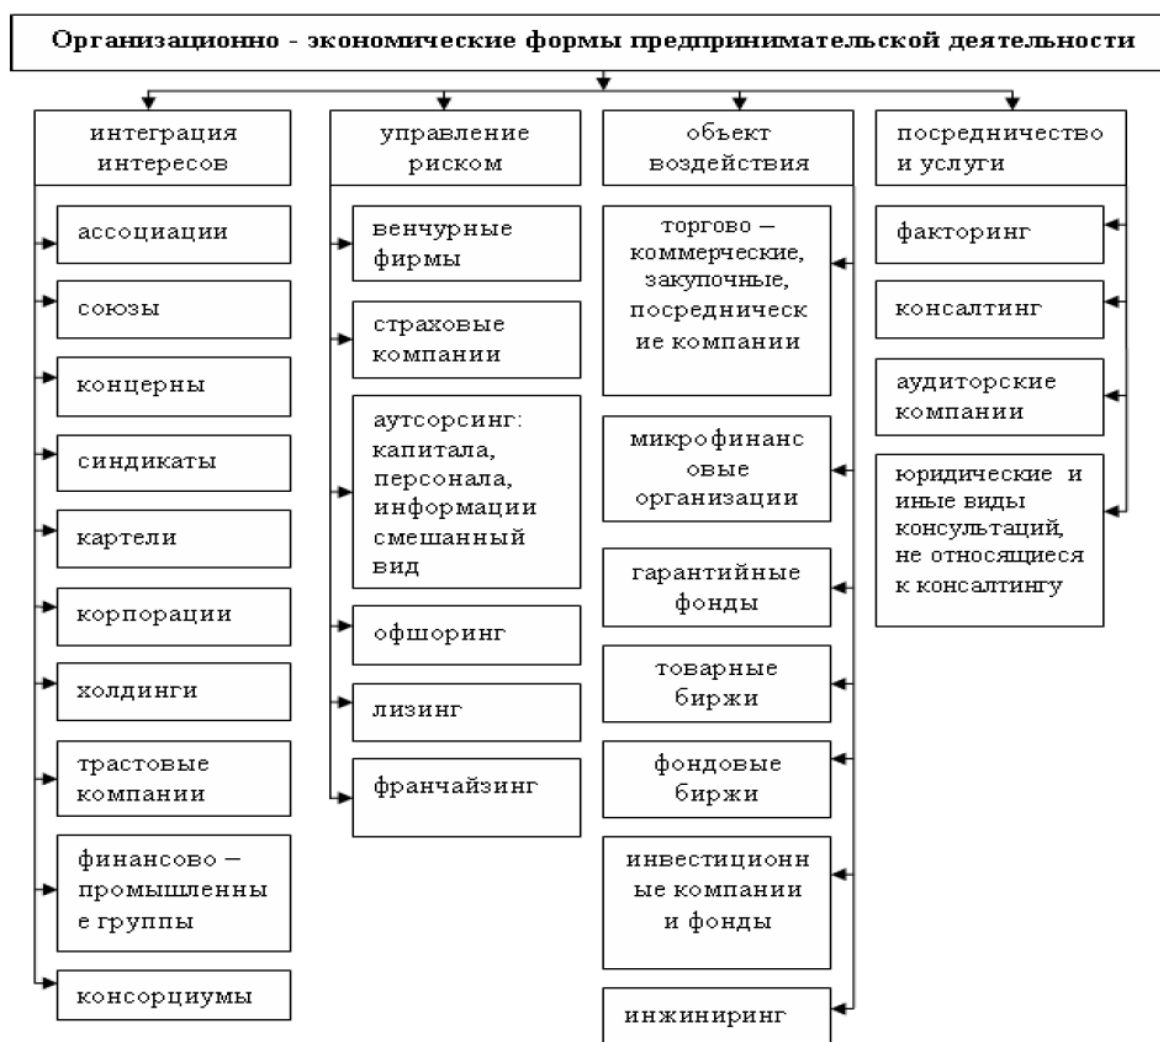 Организационно - экономические формы предпринимательской деятельности
интеграция
интересов
ассоциации
союзы
концерны
синдикаты
картели
корпорации
холдинги
трастовые
компании
финансово –
промышленны
е группы
консорциумы
управление
риском
венчурные
фирмы
страховые
компании
аутсорсинг:
капитала,
персонала,
информации
смешанный
вид
офшоринг
лизинг
франчайзинг
объект
воздействия
торгово –
коммерческие,
закупочные,
посредническ
ие компании
микрофинанс
овые
организации
гарантийные
фонды
товарные
биржи
фондовые
биржи
инвестиционн
ые компании
и фонды
инжиниринг
посредничество
и услуги
факторинг
консалтинг
аудиторские
компании
юридические и
иные виды
консультаций,
не относящиеся
к консалтингу